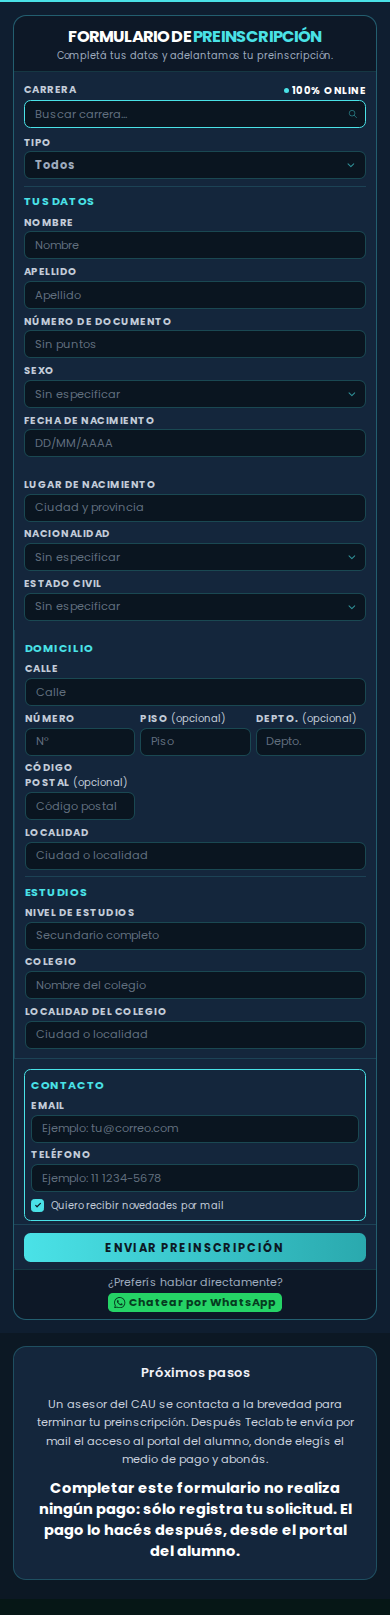 FORMULARIO DE PREINSCRIPCIÓN
Completá tus datos y adelantamos tu preinscripción.
CARRERA
100% ONLINE
Buscar carrera...
TIPO
Todos
TUS DATOS
NOMBRE
Nombre
APELLIDO
Apellido
NÚMERO DE DOCUMENTO
Sin puntos
SEXO
Sin especificar
FECHA DE NACIMIENTO
DD/MM/AAAA
LUGAR DE NACIMIENTO
Ciudad y provincia
NACIONALIDAD
Sin especificar
ESTADO CIVIL
Sin especificar
DOMICILIO
CALLE
Calle
NÚMERO PISO (opcional) DEPTO. (opcional)
Nº Piso Depto.
CÓDIGO
POSTAL (opcional)
Código postal
LOCALIDAD
Ciudad o localidad
ESTUDIOS
NIVEL DE ESTUDIOS
Secundario completo
COLEGIO
Nombre del colegio
LOCALIDAD DEL COLEGIO
Ciudad o localidad
CONTACTO
EMAIL
Ejemplo: tu@correo.com
TELÉFONO
Ejemplo: 11 1234-5678
Quiero recibir novedades por mail
ENVIAR PREINSCRIPCIÓN
¿Preferís hablar directamente?
Chatear por WhatsApp
Próximos pasos
Un asesor del CAU se contacta a la brevedad para
terminar tu preinscripción. Después Teclab te envía por
mail el acceso al portal del alumno, donde elegís el
medio de pago y abonás.
Completar este formulario no realiza
ningún pago: sólo registra tu solicitud. El
pago lo hacés después, desde el portal
del alumno.